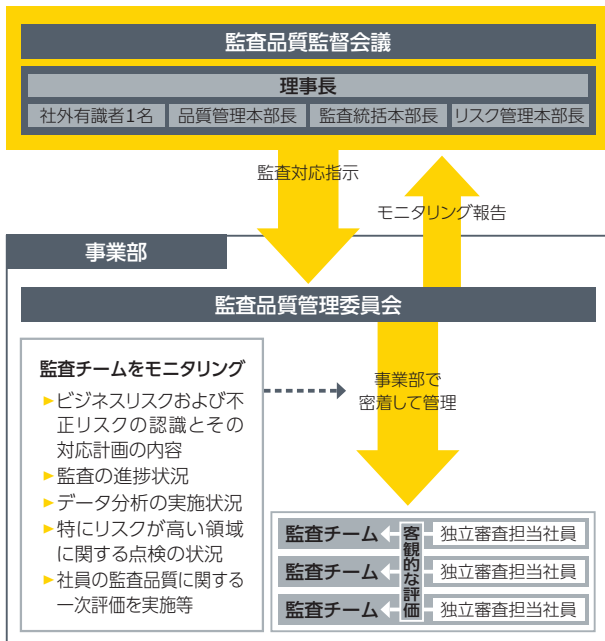 監査品質監督会議
理事長
社外有識者1名 品質管理本部長 監査統括本部長 リスク管理本部長
監査対応指示
モニタリング報告
事業部
監査品質管理委員会
監査チームをモニタリング
►ビジネスリスクおよび不
正リスクの認識とその
対応計画の内容
►監査の進捗状況
►データ分析の実施状況
►特にリスクが高い領域
に関する点検の状況
►社員の監査品質に関する
一次評価を実施等
事業部で
密着して管理
監査チーム 独立審査担当社員
監査チーム 独立審査担当社員
監査チーム 独立審査担当社員
客観的な評価